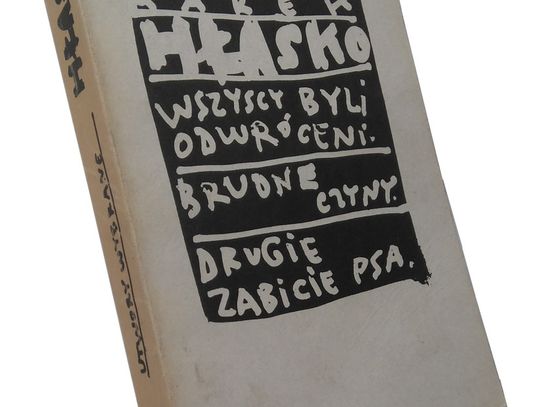 HŁASKO
WSZYSCY BYLI
ODWRÓCENI.
BRUDNE
CZYNY.
DRUGIE
ZABICIE PSA.
UTWORY WYBRANE